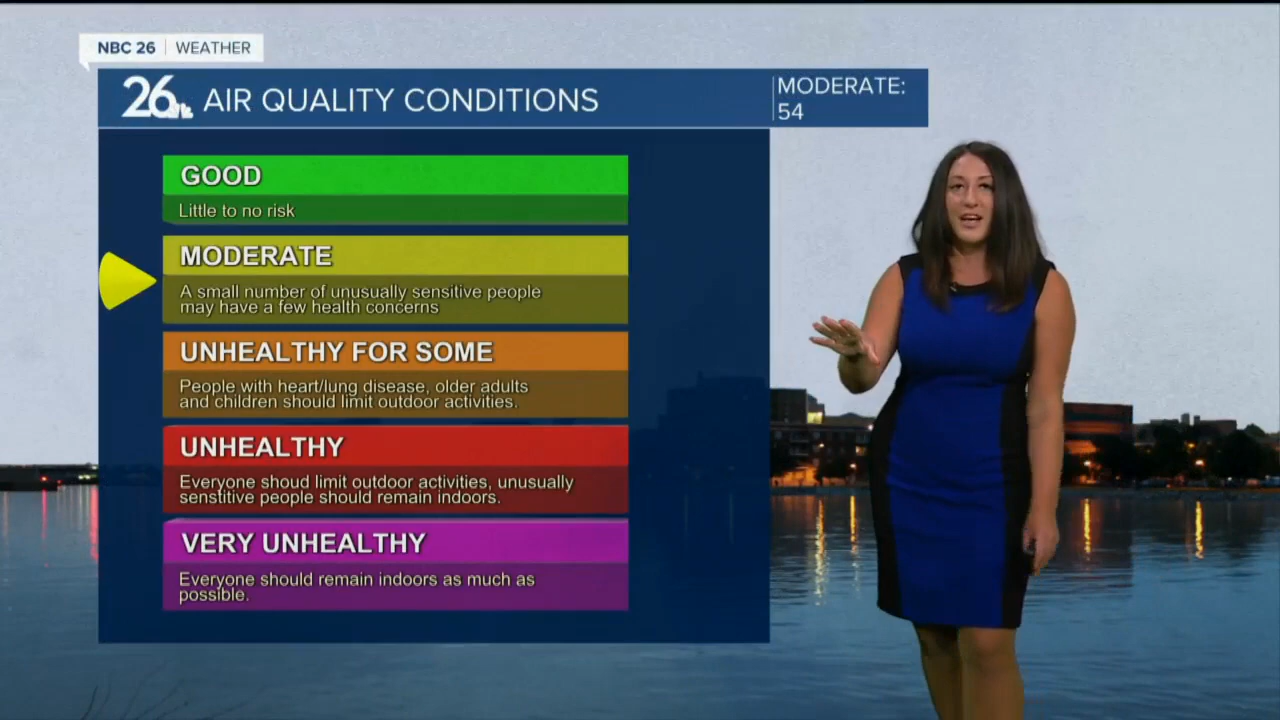 NBC 26 | WEATHER
26 AIR QUALITY CONDITIONS
MODERATE:
54
GOOD
Little to no risk
MODERATE
A small number of unusually sensitive people
may have a few health concerns
UNHEALTHY FOR SOME
People with heart/lung disease, older adults
and children should limit outdoor activities.
UNHEALTHY
Everyone shoud limit outdoor activities, unusually
senstitive people should remain indoors.
VERY UNHEALTHY
Everyone should remain indoors as much as
possible.